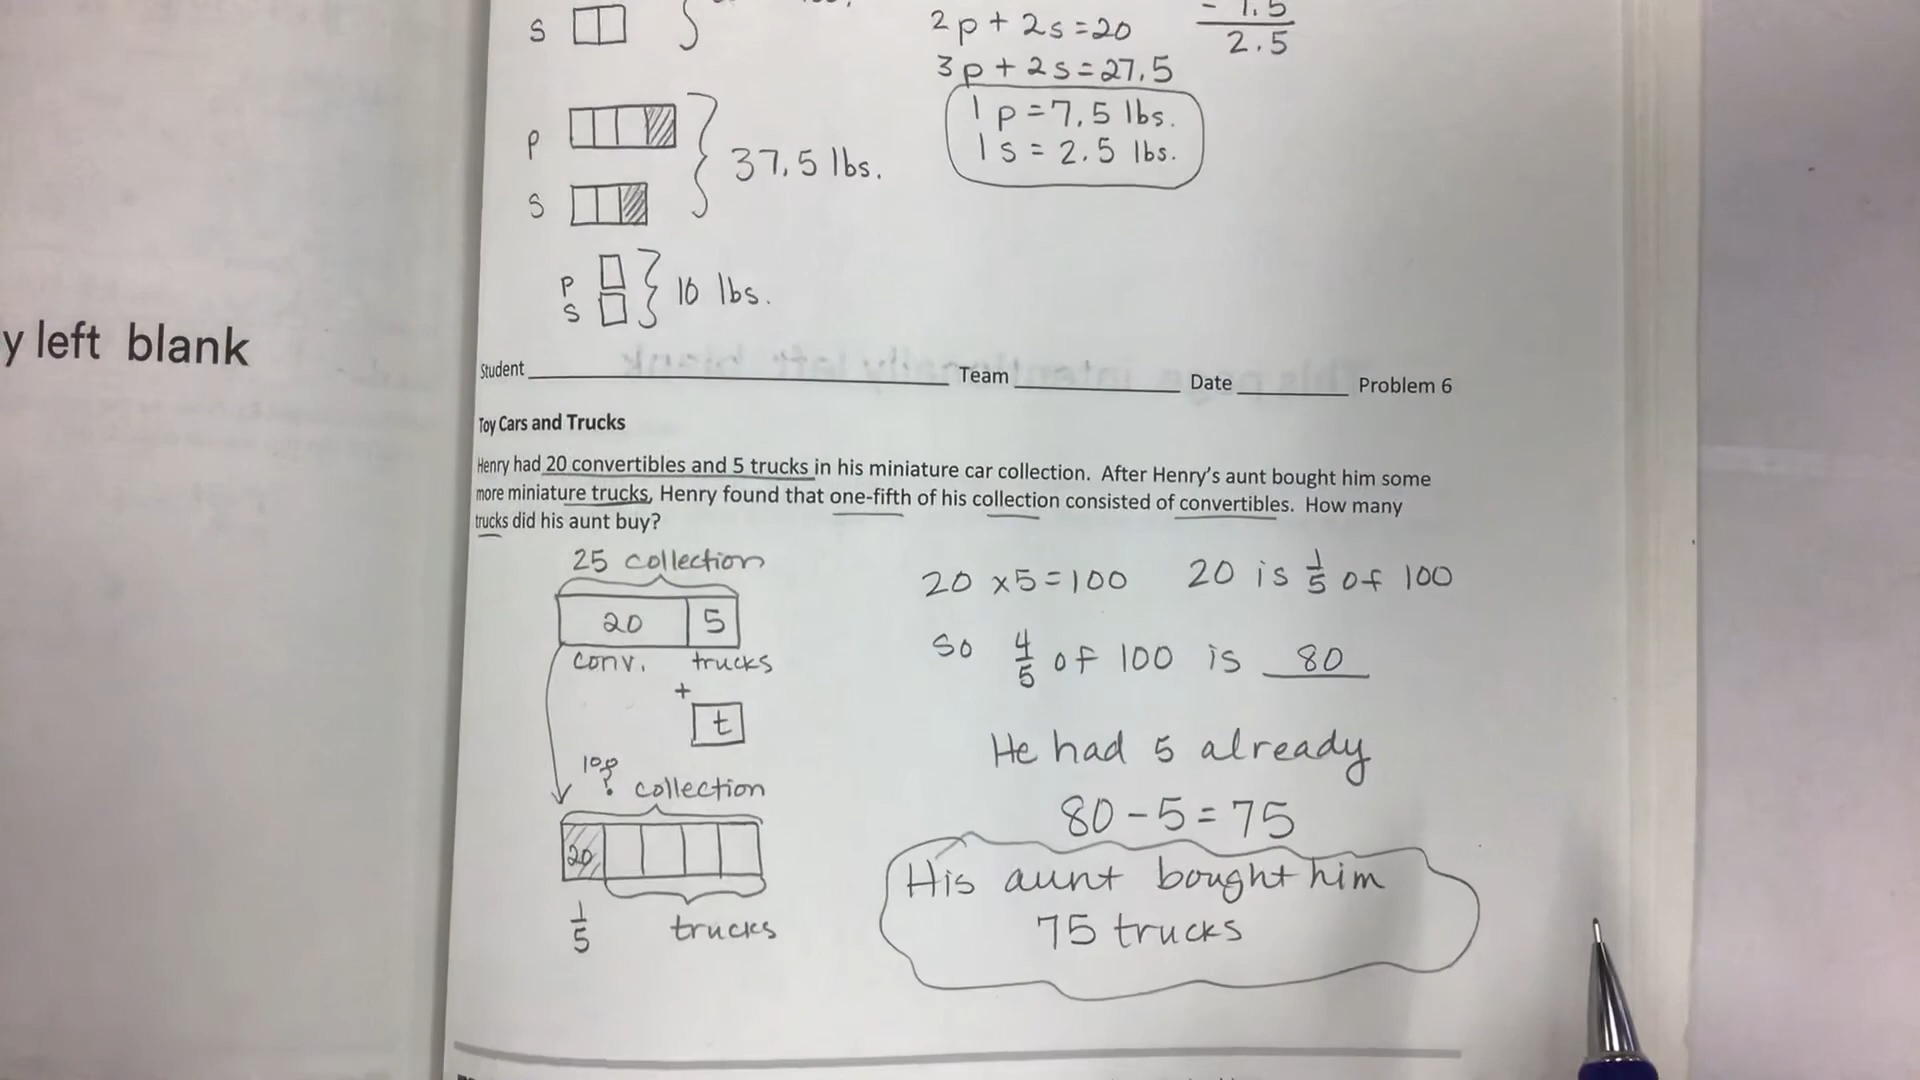 S
2p + 2s = 20
- 7.5
3p + 2s = 27.5
2.5
1p = 7.5 lbs.
1s = 2.5 lbs.
P
37.5 lbs.
S
P
S
10 lbs.
y left blank
Student Team Date Problem 6
Toy Cars and Trucks
Henry had 20 convertibles and 5 trucks in his miniature car collection. After Henry's aunt bought him some
more miniature trucks, Henry found that one-fifth of his collection consisted of convertibles. How many
trucks did his aunt buy?
25 collection
20 5
conv. trucks
+
t
100
? collection
20
1/5 trucks
20 x 5 = 100 20 is 1/5 of 100
So 4/5 of 100 is 80
He had 5 already
80 - 5 = 75
His aunt bought him
75 trucks